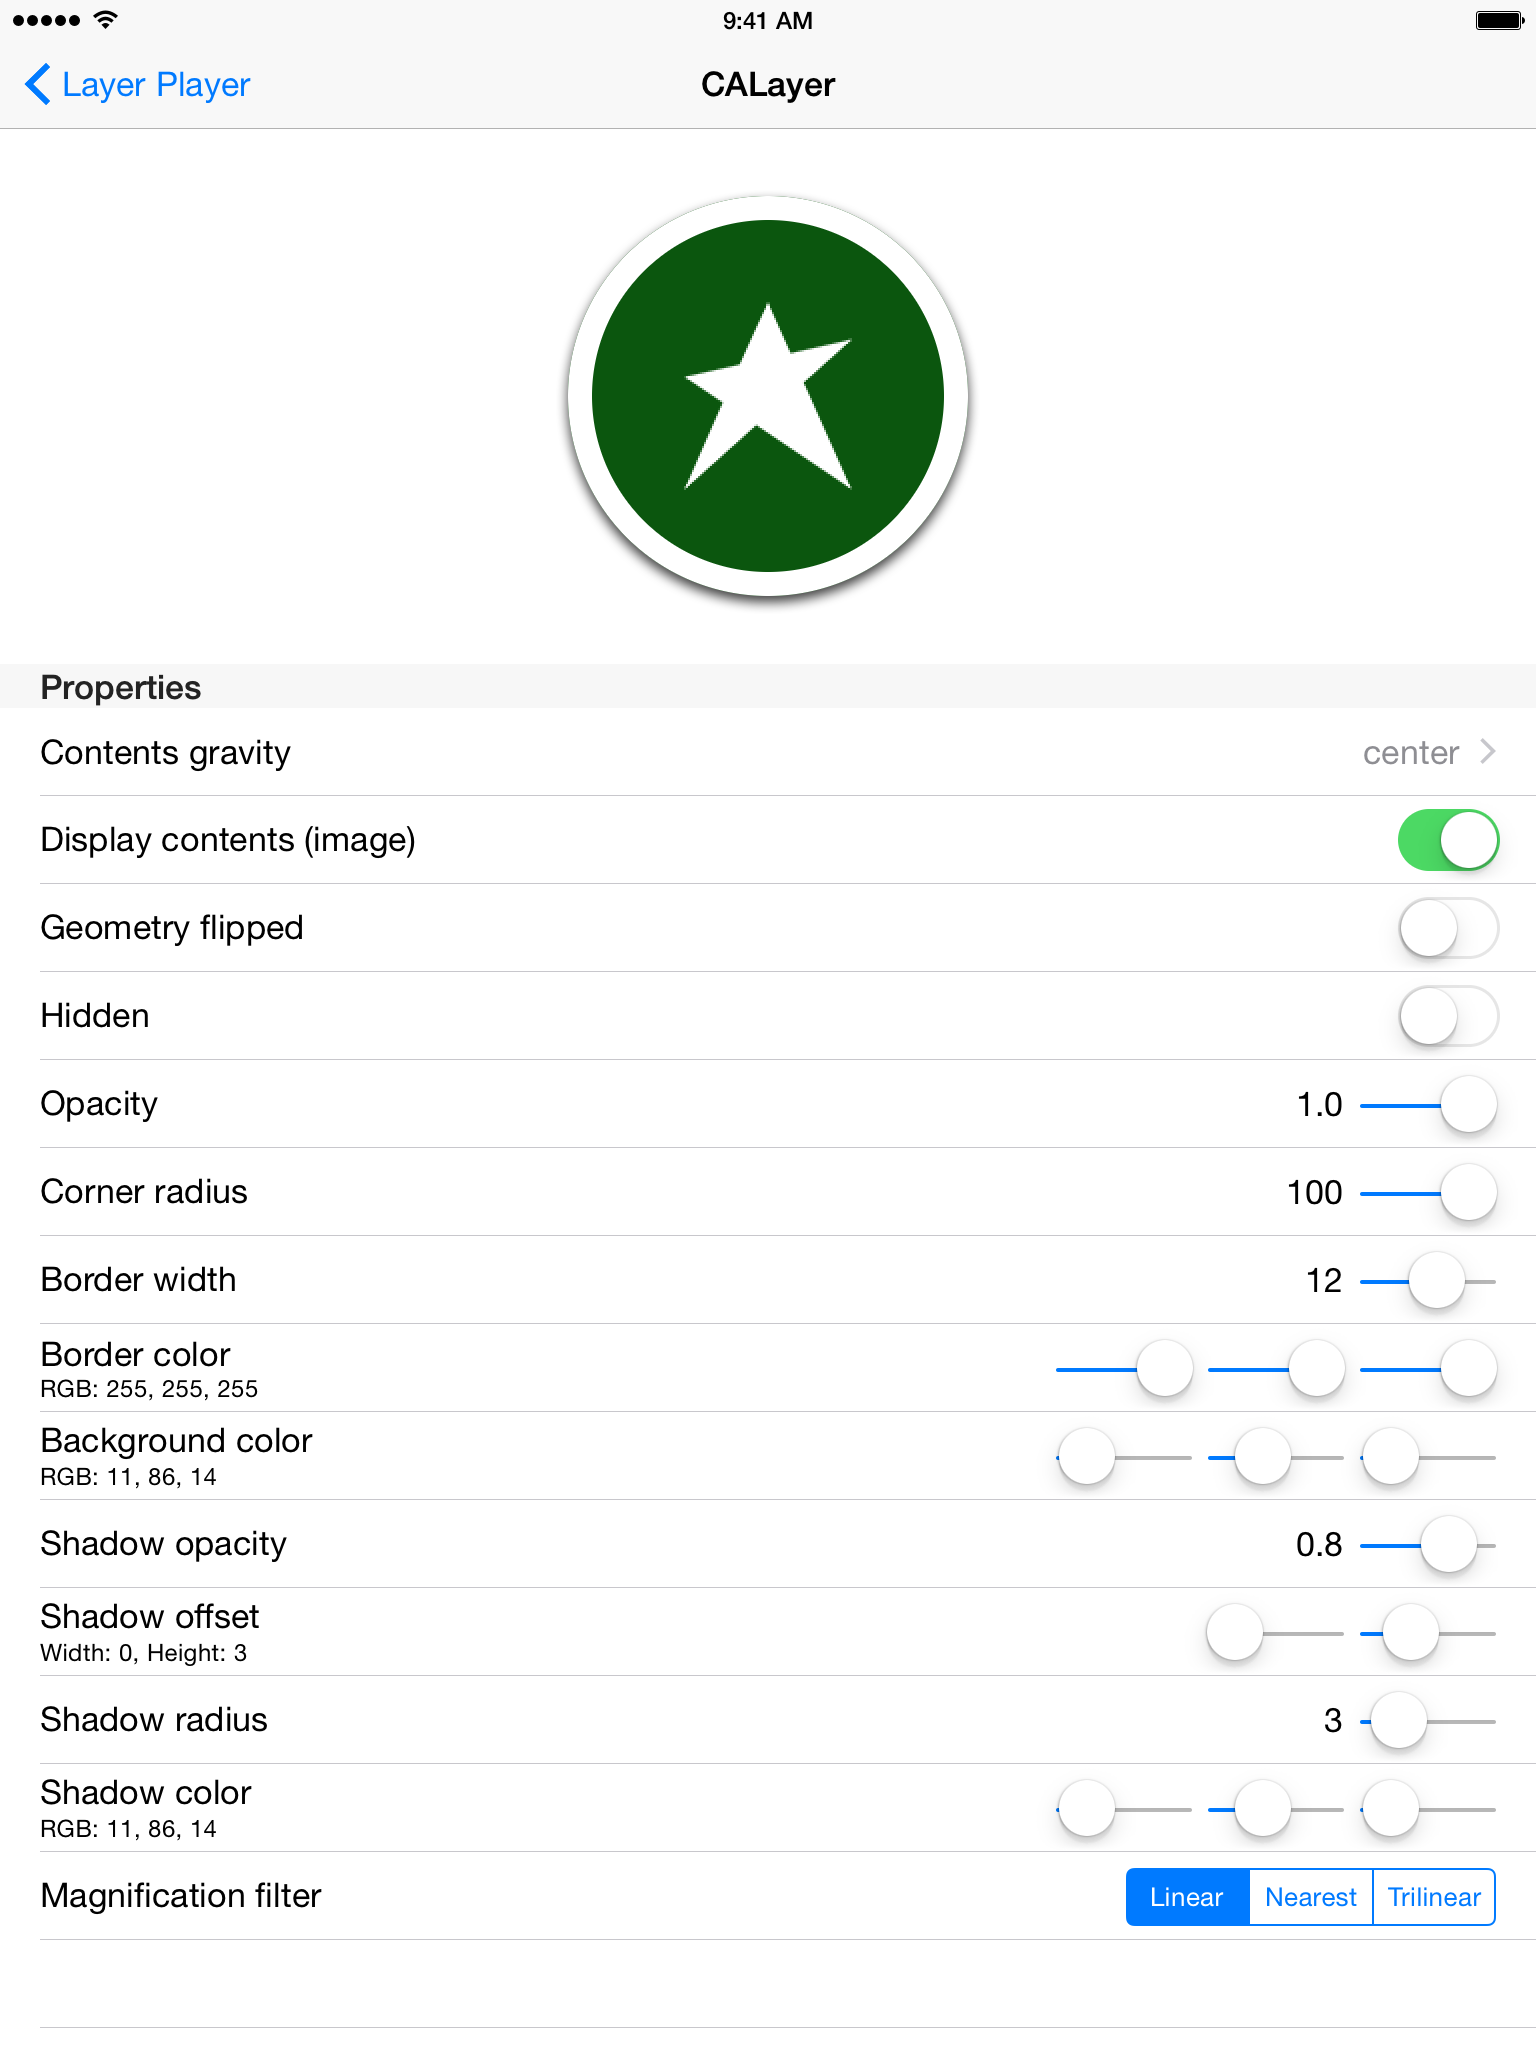 9:41 AM
Layer Player
CALayer
Properties
Contents gravity center
Display contents (image)
Geometry flipped
Hidden
Opacity 1.0
Corner radius 100
Border width 12
Border color
RGB: 255, 255, 255
Background color
RGB: 11, 86, 14
Shadow opacity 0.8
Shadow offset
Width: 0, Height: 3
Shadow radius 3
Shadow color
RGB: 11, 86, 14
Magnification filter Linear Nearest Trilinear